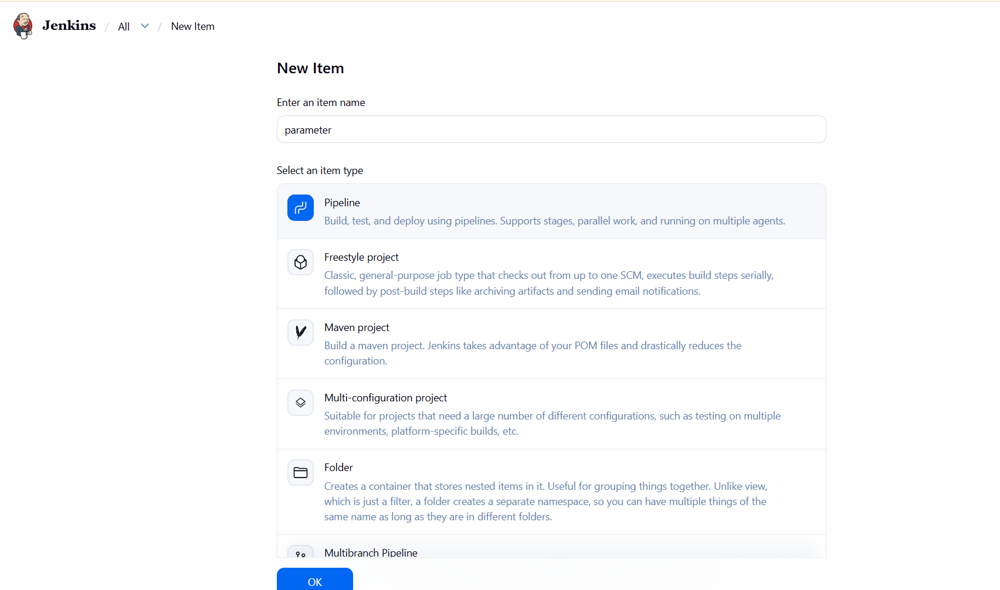 Jenkins / All / New Item
New Item
Enter an item name
parameter
Select an item type
Pipeline
Build, test, and deploy using pipelines. Supports stages, parallel work, and running on multiple agents.
Freestyle project
Classic, general-purpose job type that checks out from up to one SCM, executes build steps serially,
followed by post-build steps like archiving artifacts and sending email notifications.
Maven project
Build a maven project. Jenkins takes advantage of your POM files and drastically reduces the
configuration.
Multi-configuration project
Suitable for projects that need a large number of different configurations, such as testing on multiple
environments, platform-specific builds, etc.
Folder
Creates a container that stores nested items in it. Useful for grouping things together. Unlike view,
which is just a filter, a folder creates a separate namespace, so you can have multiple things of the
same name as long as they are in different folders.
Multibranch Pipeline
OK